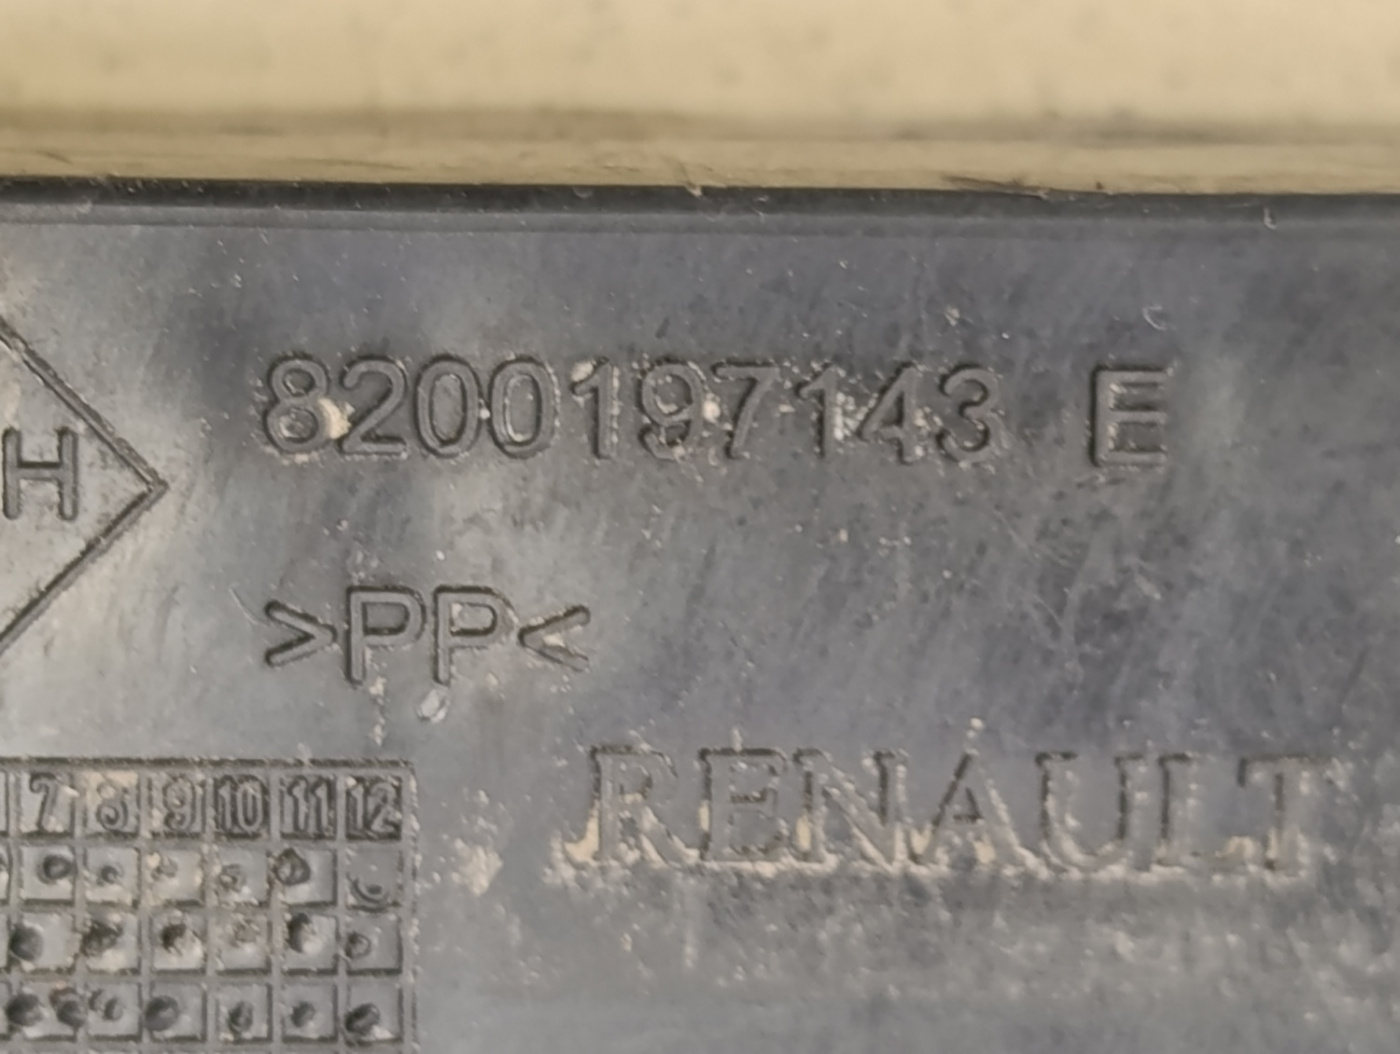 8200197143 E
H
>PP<
RENAULT
7 8 9 10 11 12